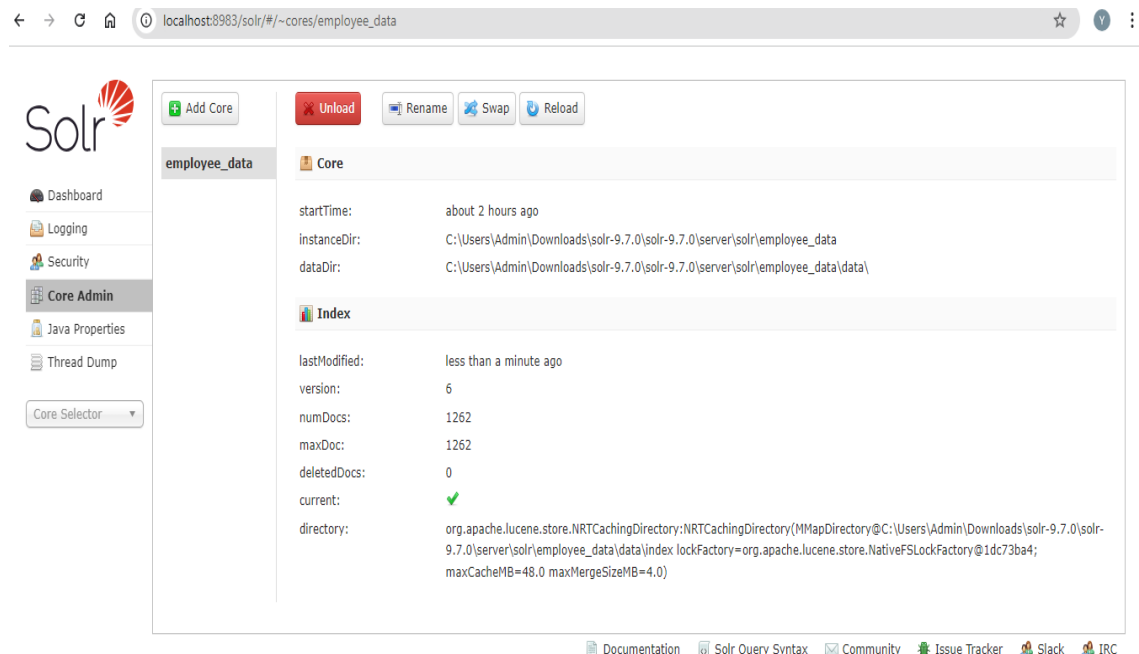 localhost:8983/solr/#/~cores/employee_data
Y
Solr
Dashboard
Logging
Security
Core Admin
Java Properties
Thread Dump
Core Selector
Add Core
employee_data
Unload Rename Swap Reload
Core
startTime: about 2 hours ago
instanceDir: C:\Users\Admin\Downloads\solr-9.7.0\solr-9.7.0\server\solr\employee_data
dataDir: C:\Users\Admin\Downloads\solr-9.7.0\solr-9.7.0\server\solr\employee_data\data\
Index
lastModified: less than a minute ago
version: 6
numDocs: 1262
maxDoc: 1262
deletedDocs: 0
current:
directory: org.apache.lucene.store.NRTCachingDirectory:NRTCachingDirectory(MMapDirectory@C:\Users\Admin\Downloads\solr-9.7.0\solr-
9.7.0\server\solr\employee_data\data\index lockFactory=org.apache.lucene.store.NativeFSLockFactory@1dc73ba4;
maxCacheMB=48.0 maxMergeSizeMB=4.0)
Documentation Solr Query Syntax Community Issue Tracker Slack IRC